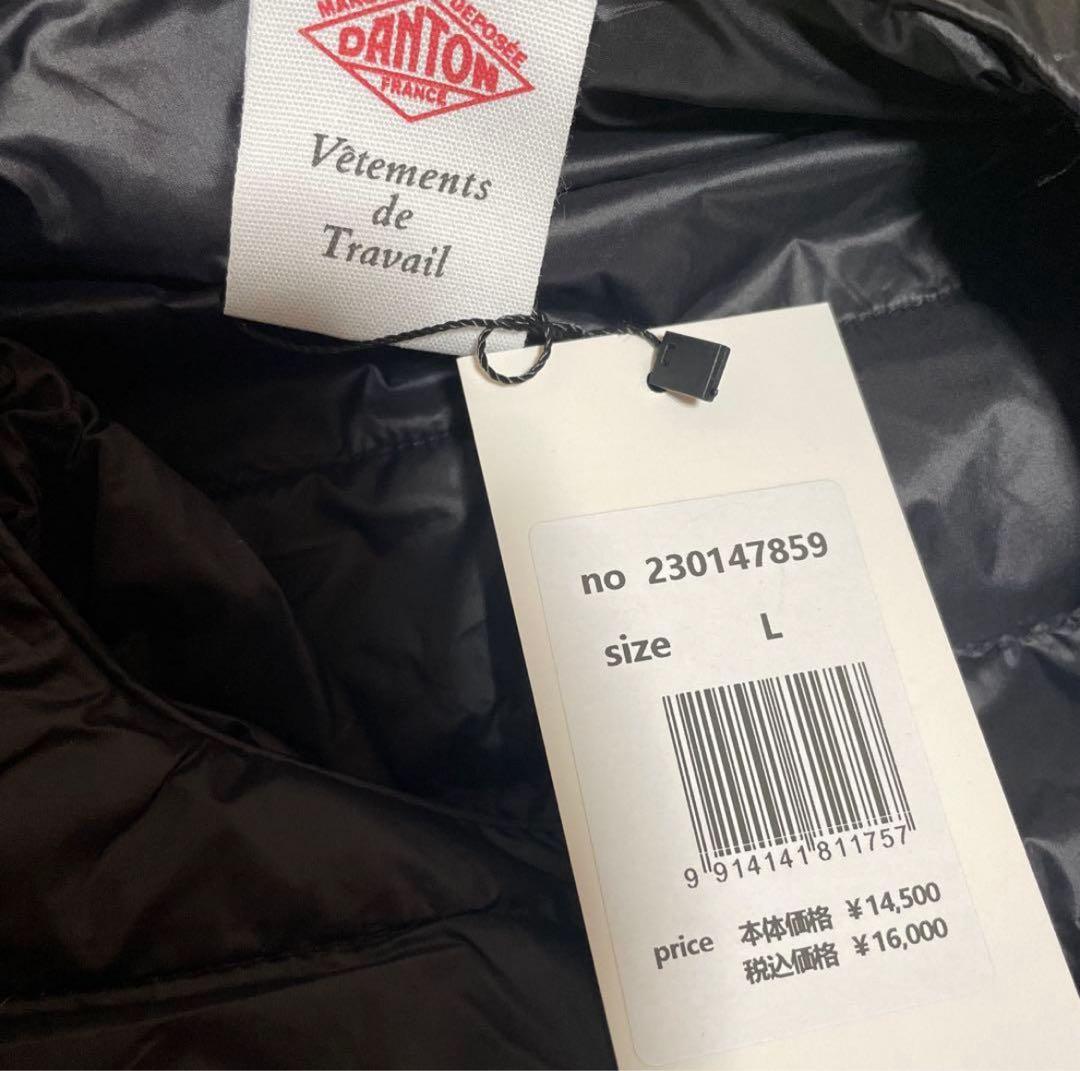 DEPOSÉE
DANTON
FRANCE
Vêtements
de
Travail
no 230147859
size L
9 914141 811757
price 本体価格 ¥14,500
税込価格 ¥16,000